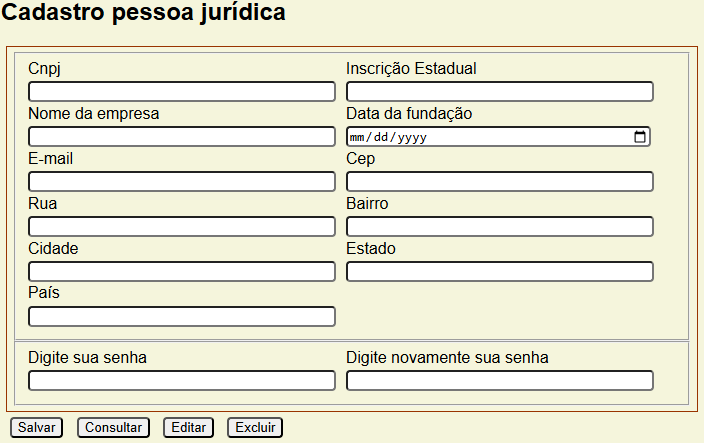 Cadastro pessoa jurídica
Cnpj Inscrição Estadual
Nome da empresa Data da fundação
mm/dd/yyyy
E-mail Cep
Rua Bairro
Cidade Estado
País
Digite sua senha Digite novamente sua senha
Salvar Consultar Editar Excluir